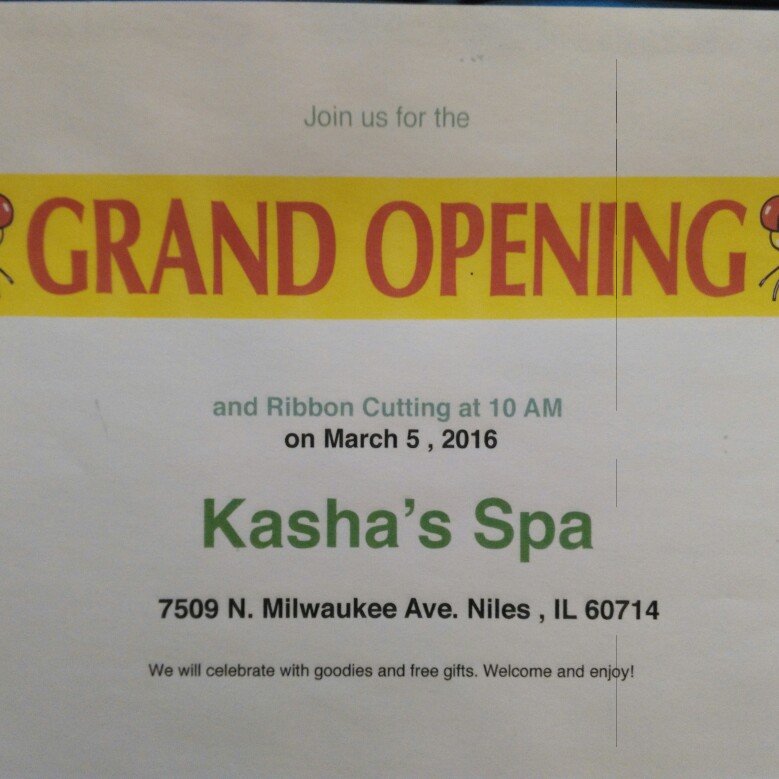 Join us for the
GRAND OPENING
and Ribbon Cutting at 10 AM
on March 5 , 2016
Kasha's Spa
7509 N. Milwaukee Ave. Niles , IL 60714
We will celebrate with goodies and free gifts. Welcome and enjoy!